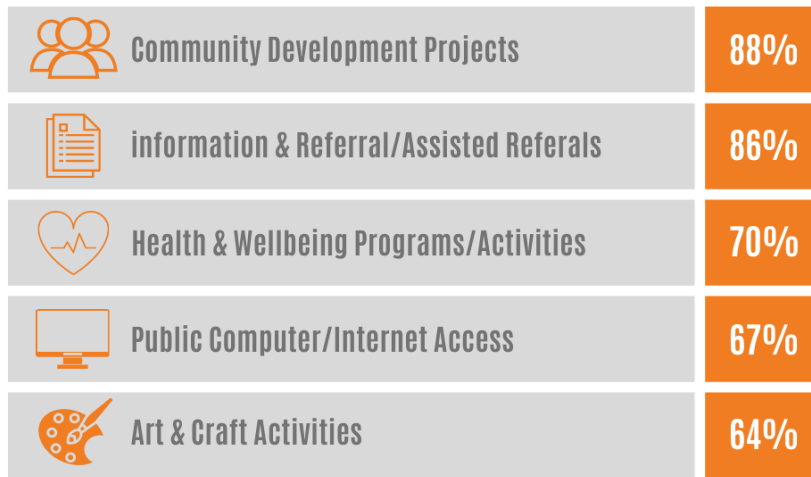 Community Development Projects 88%
information & Referral/Assisted Referals 86%
Health & Wellbeing Programs/Activities 70%
Public Computer/Internet Access 67%
Art & Craft Activities 64%